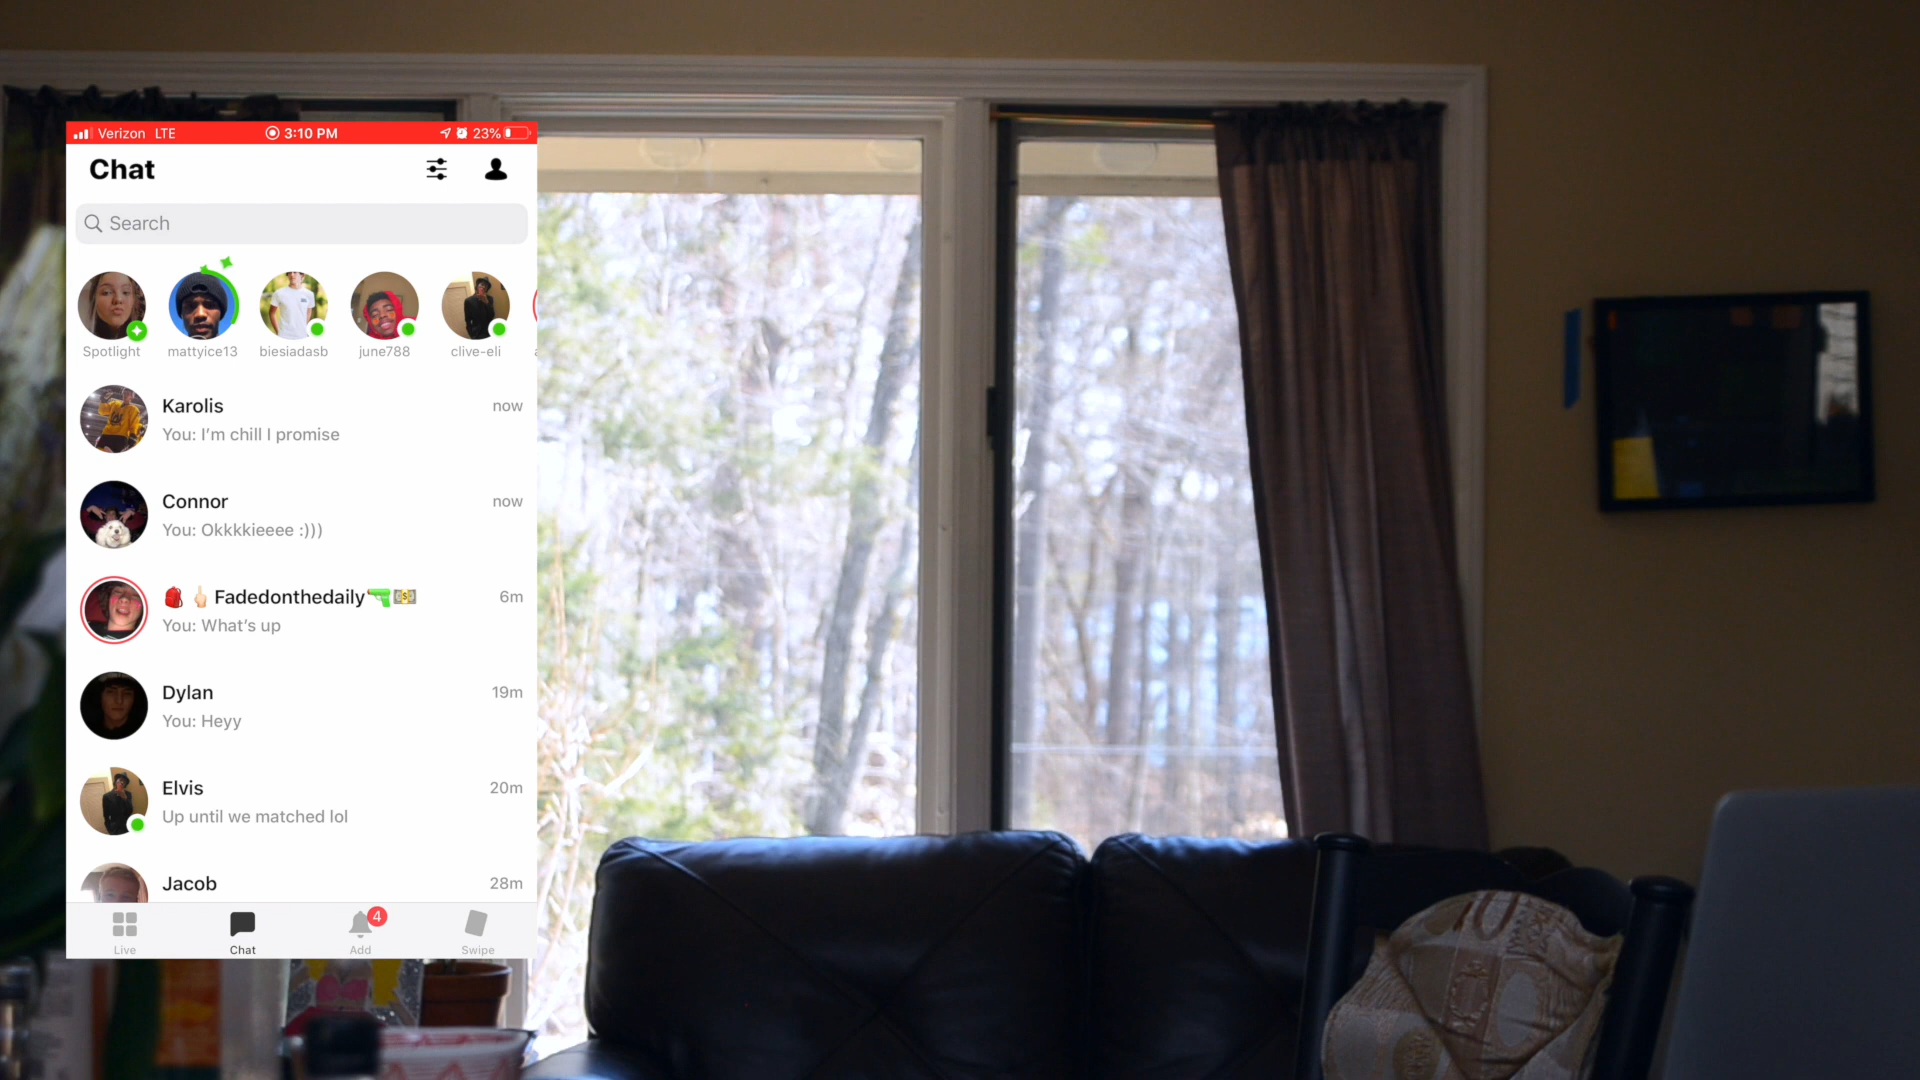 Verizon LTE 3:10 PM 23%
Chat
Search
Spotlight mattyice13 biesiadasb june788 clive-eli
Karolis now
You: I'm chill I promise
Connor now
You: Okkkkieeee :)))
🎒☝🏻Fadedonthedaily🔫💵 6m
You: What's up
Dylan 19m
You: Heyy
Elvis 20m
Up until we matched lol
Jacob 28m
4
Live Chat Add Swipe